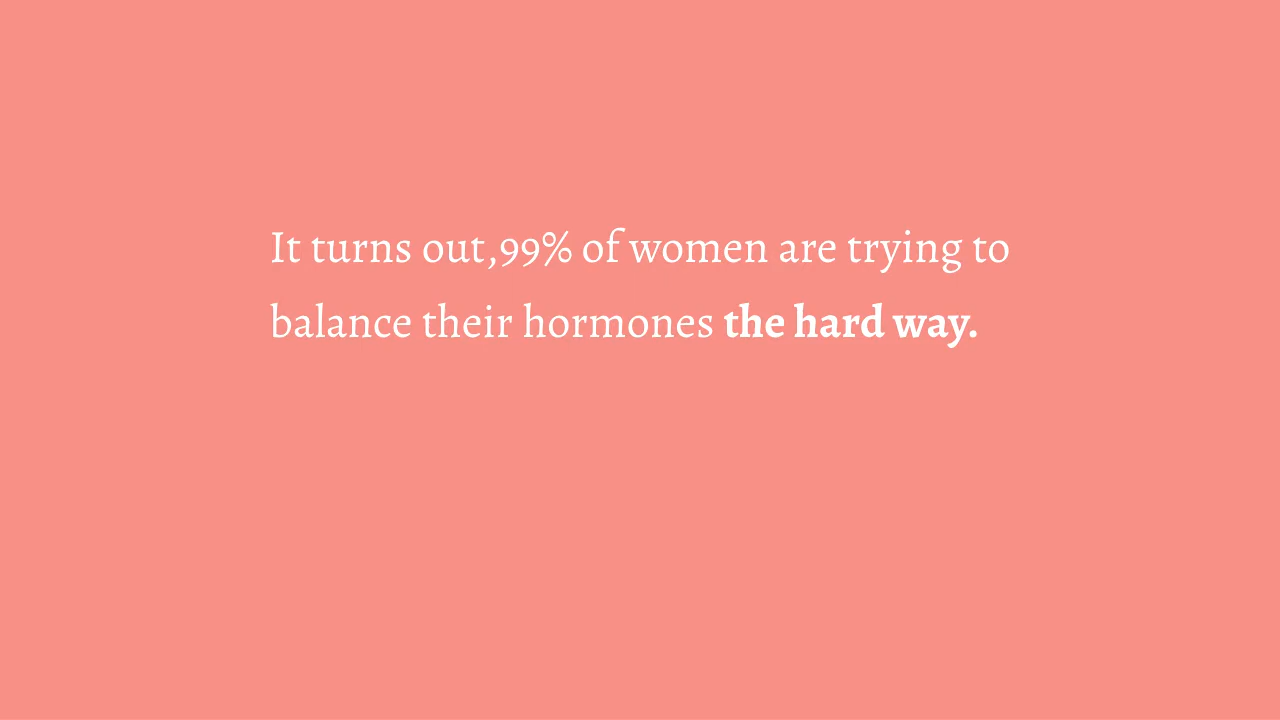 It turns out,99% of women are trying to
balance their hormones the hard way.